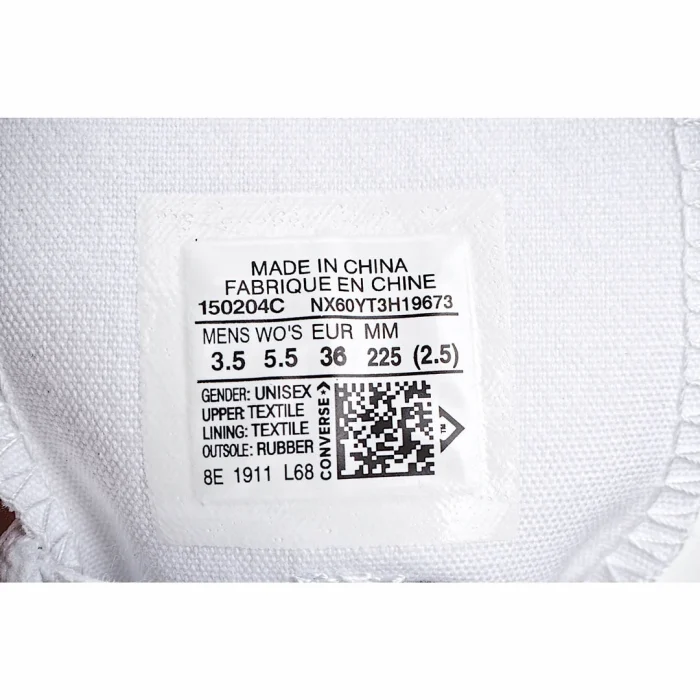 MADE IN CHINA
FABRIQUE EN CHINE
150204C NX60YT3H19673
MENS WO'S EUR MM
3.5 5.5 36 225 (2.5)
GENDER: UNISEX
UPPER: TEXTILE
LINING: TEXTILE
OUTSOLE: RUBBER
8E 1911 L68
CONVERSE
TM